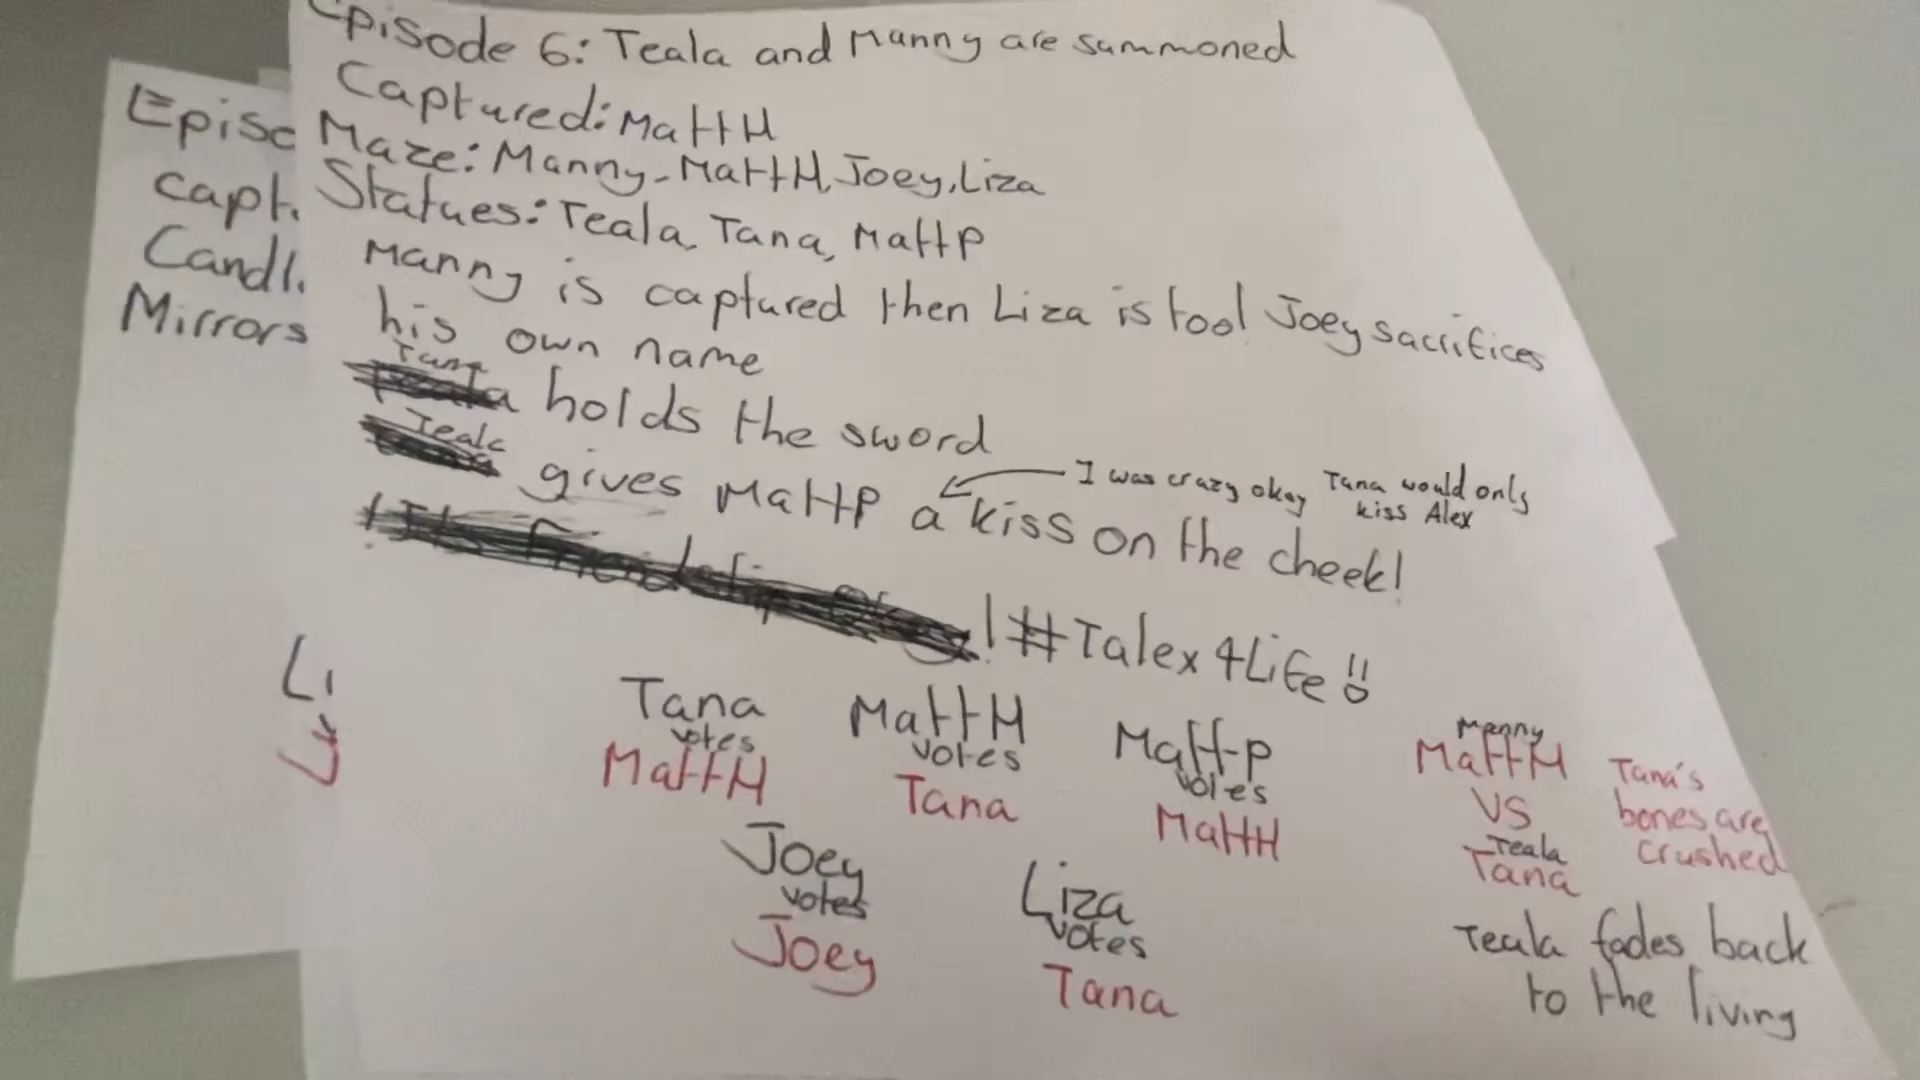 Episode 6: Teala and Manny are summoned
Captured: MattH
Maze: Manny, MattH, Joey, Liza
Statues: Teala, Tana, MattP
Manny is captured then Liza is too! Joey sacrifices
his own name
Tana
holds the sword
Teala
gives MattP a kiss on the cheek!
I was crazy okay Tana would only
kiss Alex
! #Talex4Life!!
Tana
votes
MattH
MattH
votes
Tana
MattP
votes
MattH
Joey
votes
Joey
Liza
votes
Tana
Manny
MattH
VS
Teala
Tana
Tana's
bones are
crushed
Teala fades back
to the living
Episo
capt.
Candl.
Mirrors